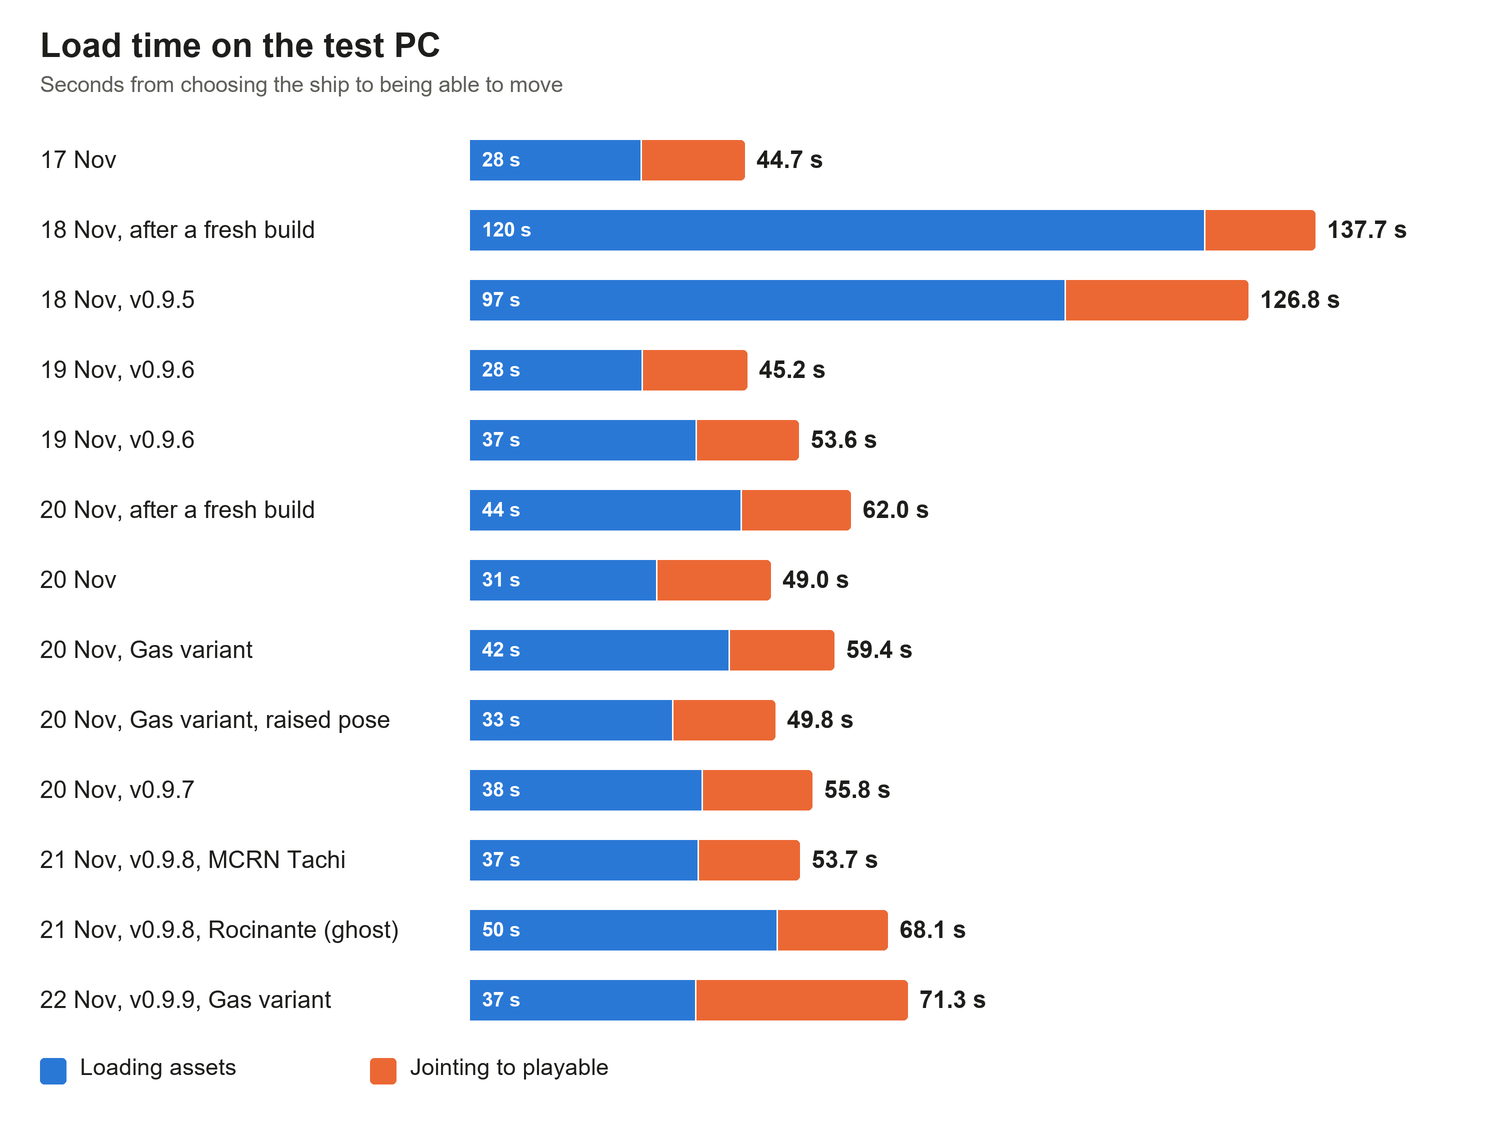 Load time on the test PC
Seconds from choosing the ship to being able to move
17 Nov 28 s 44.7 s
18 Nov, after a fresh build 120 s 137.7 s
18 Nov, v0.9.5 97 s 126.8 s
19 Nov, v0.9.6 28 s 45.2 s
19 Nov, v0.9.6 37 s 53.6 s
20 Nov, after a fresh build 44 s 62.0 s
20 Nov 31 s 49.0 s
20 Nov, Gas variant 42 s 59.4 s
20 Nov, Gas variant, raised pose 33 s 49.8 s
20 Nov, v0.9.7 38 s 55.8 s
21 Nov, v0.9.8, MCRN Tachi 37 s 53.7 s
21 Nov, v0.9.8, Rocinante (ghost) 50 s 68.1 s
22 Nov, v0.9.9, Gas variant 37 s 71.3 s
Loading assets Jointing to playable